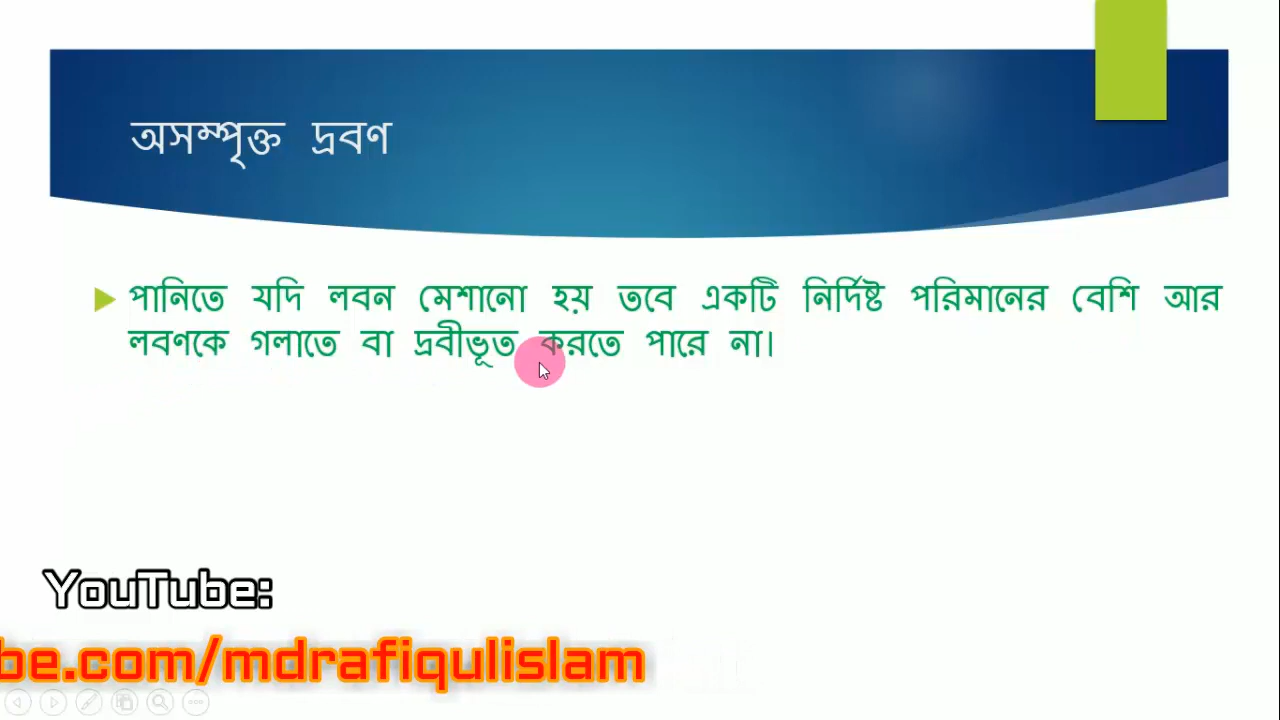 অসম্পৃক্ত দ্রবণ
পানিতে যদি লবন মেশানো হয় তবে একটি নির্দিষ্ট পরিমানের বেশি আর
লবণকে গলাতে বা দ্রবীভূত করতে পারে না।
YouTube:
be.com/mdrafiqulislam